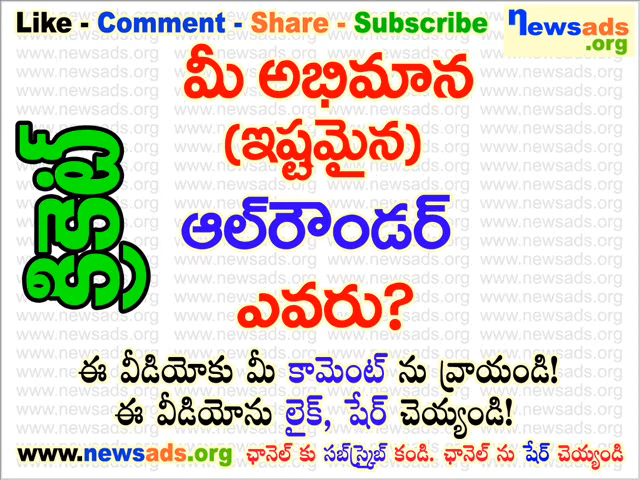 Like - Comment - Share - Subscribe
newsads
.org
మీ అభిమాన
(ఇష్టమైన)
క్రికెట్
ఆల్‌రౌండర్
ఎవరు?
ఈ వీడియోకు మీ కామెంట్ ను వ్రాయండి!
ఈ వీడియోను లైక్, షేర్ చెయ్యండి!
www.newsads.org ఛానెల్ కు సబ్‌స్క్రైబ్ కండి. ఛానెల్ ను షేర్ చెయ్యండి